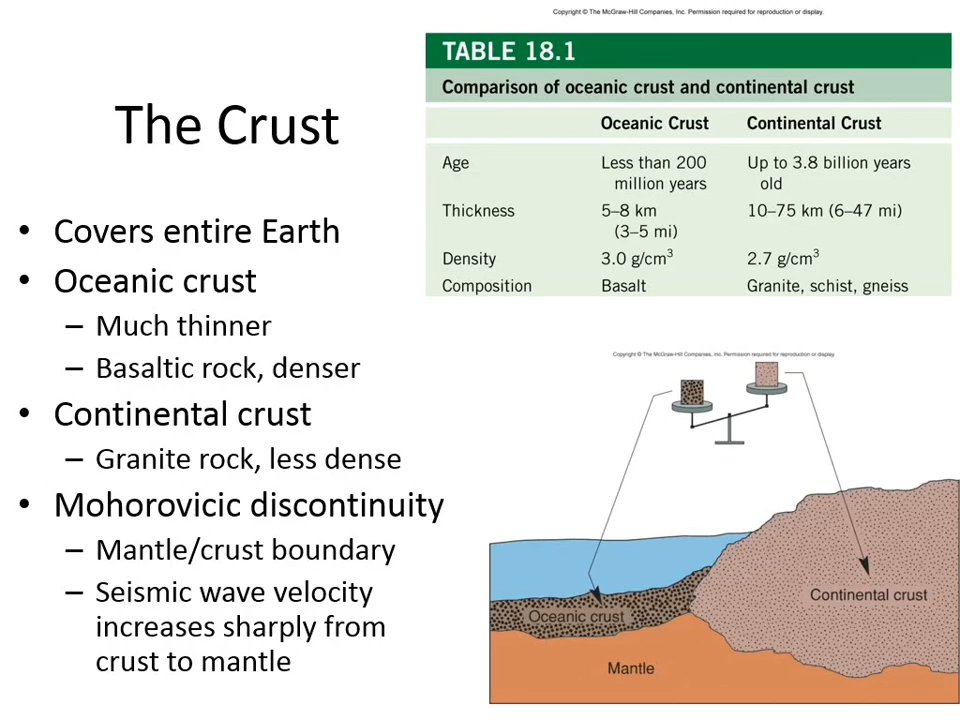 Copyright © The McGraw-Hill Companies, Inc. Permission required for reproduction or display.
TABLE 18.1
Comparison of oceanic crust and continental crust
Oceanic Crust Continental Crust
Age Less than 200 Up to 3.8 billion years
million years old
Thickness 5–8 km 10–75 km (6–47 mi)
(3–5 mi)
Density 3.0 g/cm³ 2.7 g/cm³
Composition Basalt Granite, schist, gneiss
The Crust
• Covers entire Earth
• Oceanic crust
– Much thinner
– Basaltic rock, denser
• Continental crust
– Granite rock, less dense
• Mohorovicic discontinuity
– Mantle/crust boundary
– Seismic wave velocity
increases sharply from
crust to mantle
Copyright © The McGraw-Hill Companies, Inc. Permission required for reproduction or display.
Continental crust
Oceanic crust
Mantle